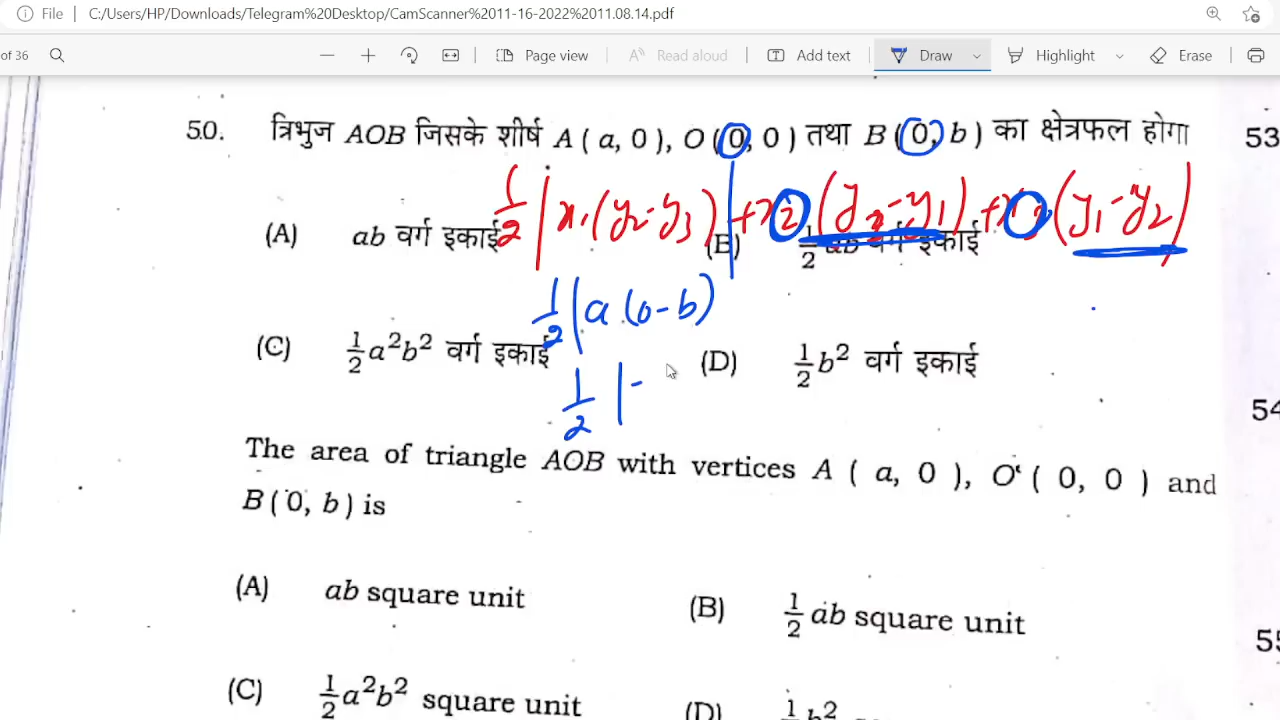 File C:/Users/HP/Downloads/Telegram%20Desktop/CamScanner%2011-16-2022%2011.08.14.pdf
of 36 Page view Read aloud Add text Draw Highlight Erase
50. त्रिभुज AOB जिसके शीर्ष A ( a, 0 ), O ( 0, 0 ) तथा B ( 0, b ) का क्षेत्रफल होगा
53
1/2 | x₁ (y₂ - y₃) + x₂ (y₃ - y₁) + x₃ (y₁ - y₂)
(A) ab वर्ग इकाई (B) 1/2 ab वर्ग इकाई
1/2 | a (0 - b)
(C) 1/2 a²b² वर्ग इकाई (D) 1/2 b² वर्ग इकाई
1/2 | -
54
The area of triangle AOB with vertices A ( a, 0 ), O ( 0, 0 ) and
B ( 0, b ) is
(A) ab square unit (B) 1/2 ab square unit
55
(C) 1/2 a²b² square unit (D) 1/2 b²